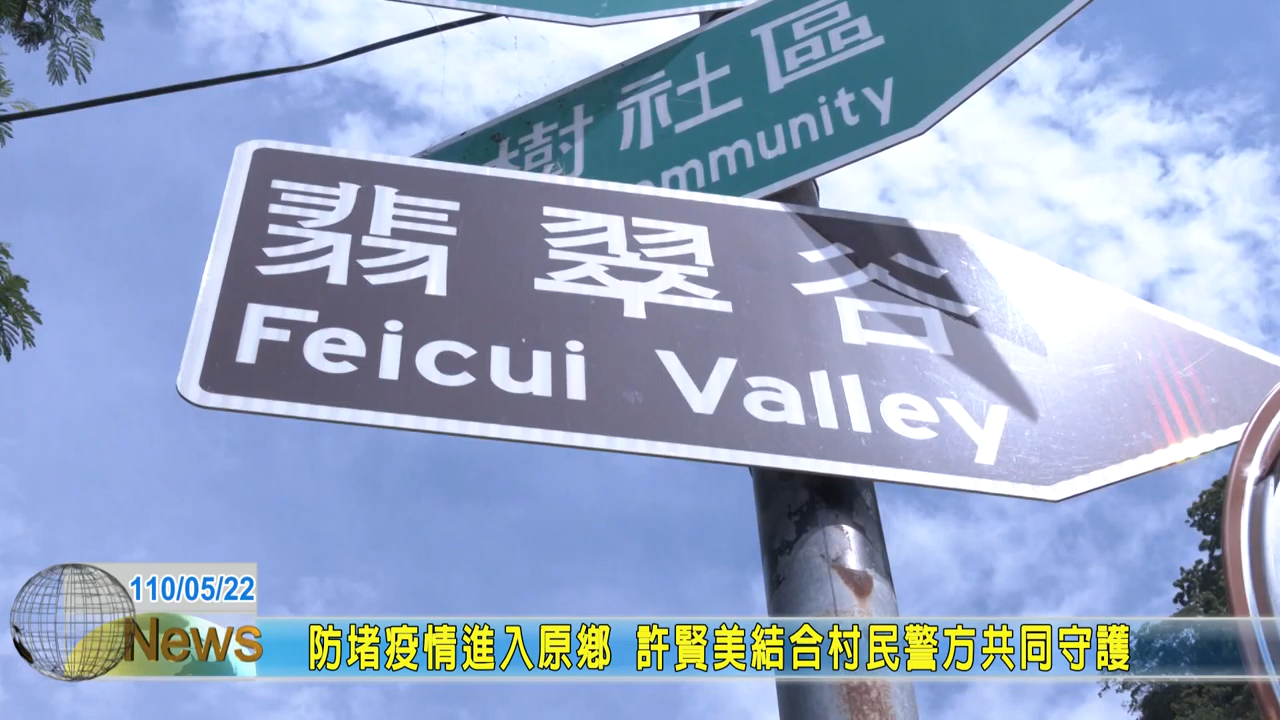 樹社區
ommunity
翡翠谷
Feicui Valley
110/05/22
News
防堵疫情進入原鄉 許賢美結合村民警方共同守護